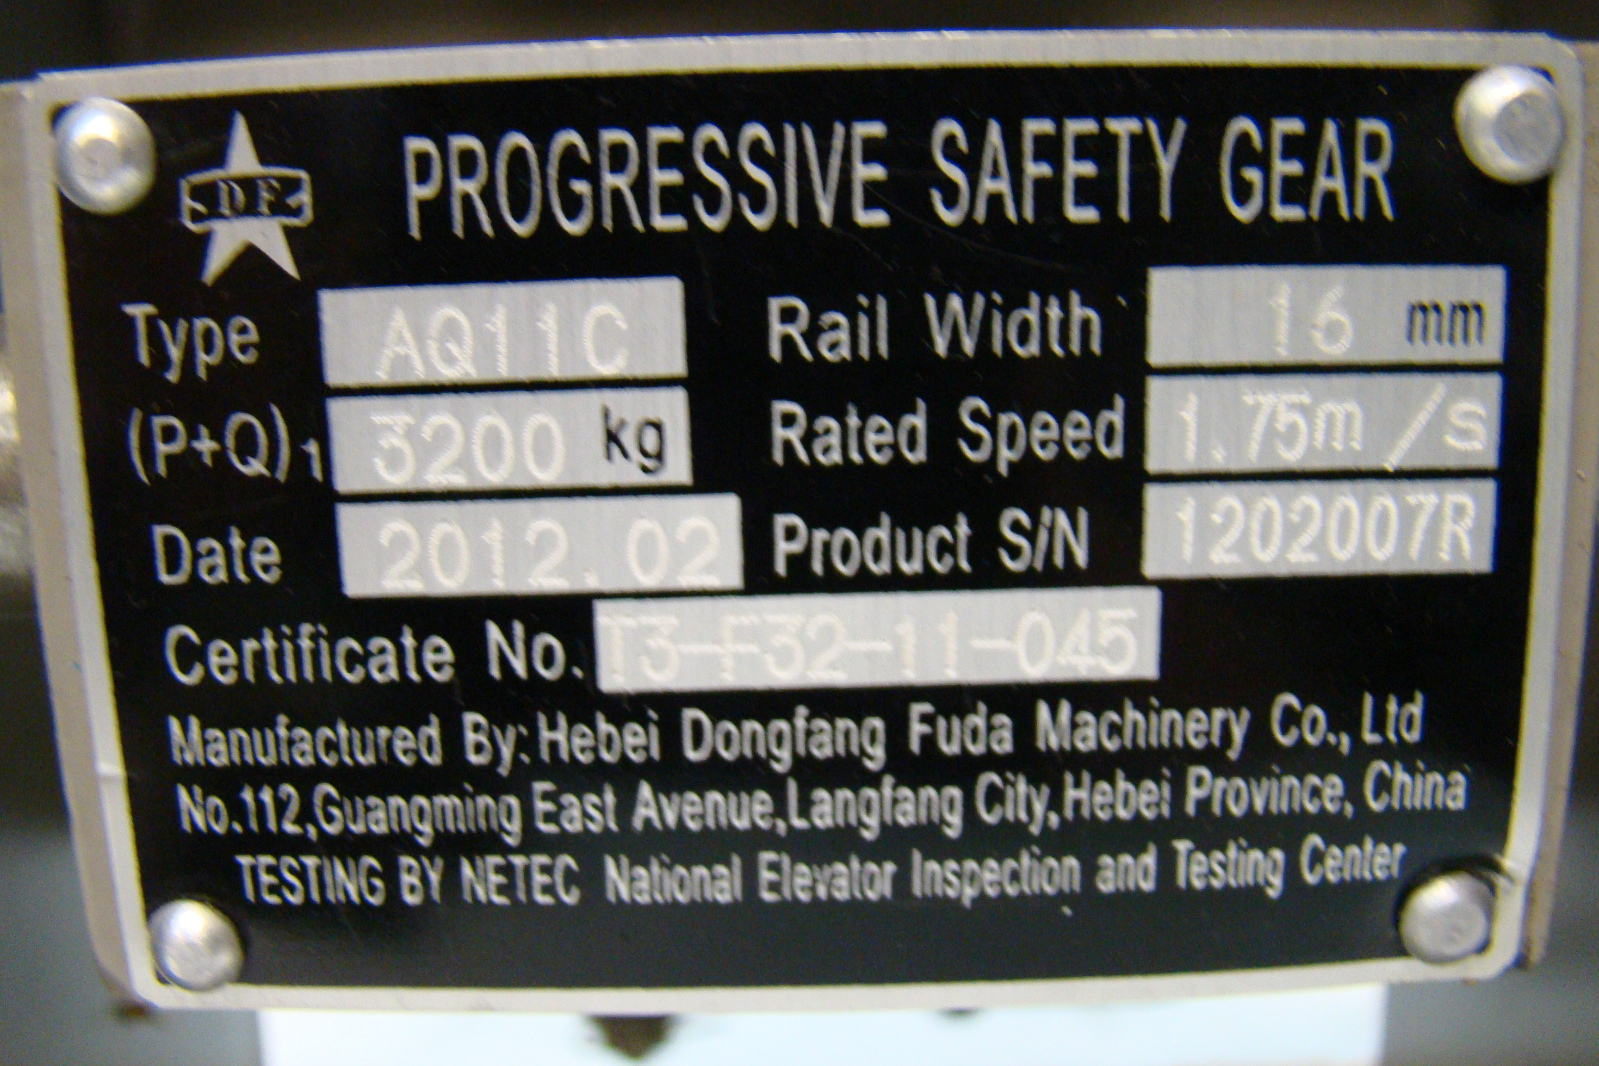 DF
PROGRESSIVE SAFETY GEAR
Type AQ11C Rail Width 16 mm
(P+Q)1 3200 kg Rated Speed 1.75m/S
Date 2012.02 Product S/N 1202007R
Certificate No. T3-F32-11-045
Manufactured By: Hebei Dongfang Fuda Machinery Co., Ltd
No.112,Guangming East Avenue,Langfang City,Hebei Province, China
TESTING BY NETEC National Elevator Inspection and Testing Center